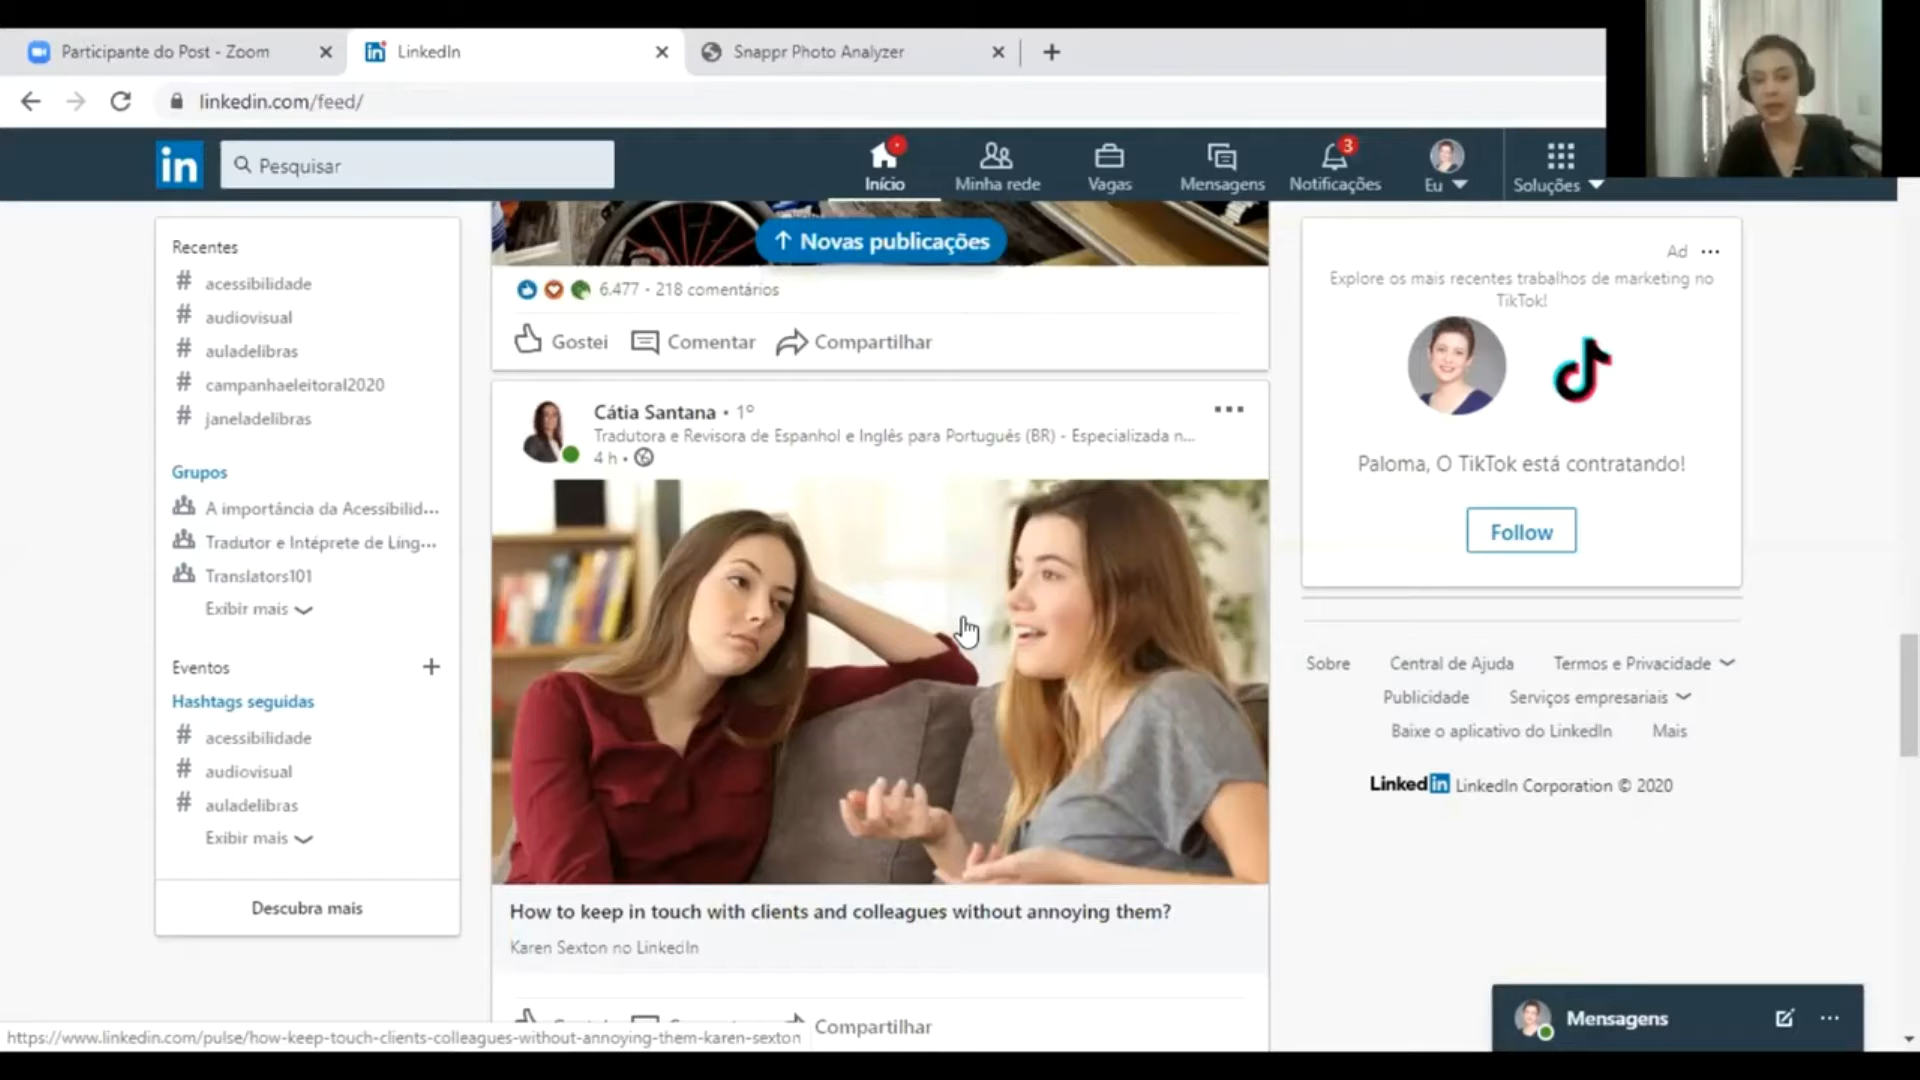 Participante do Post - Zoom
LinkedIn
Snappr Photo Analyzer
linkedin.com/feed/
in
Pesquisar
Início
Minha rede
Vagas
Mensagens
3
Notificações
Eu
Soluções
Recentes
# acessibilidade
# audiovisual
# auladelibras
# campanhaeleitoral2020
# janeladelibras
Grupos
A importância da Acessibilid...
Tradutor e Intéprete de Líng...
Translators101
Exibir mais
Eventos
Hashtags seguidas
# acessibilidade
# audiovisual
# auladelibras
Exibir mais
Descubra mais
↑ Novas publicações
6.477 · 218 comentários
Gostei Comentar Compartilhar
Cátia Santana • 1º
Tradutora e Revisora de Espanhol e Inglês para Português (BR) - Especializada n...
4 h •
How to keep in touch with clients and colleagues without annoying them?
Karen Sexton no LinkedIn
Compartilhar
https://www.linkedin.com/pulse/how-keep-touch-clients-colleagues-without-annoying-them-karen-sexton
Ad
Explore os mais recentes trabalhos de marketing no
TikTok!
Paloma, O TikTok está contratando!
Follow
Sobre Central de Ajuda Termos e Privacidade
Publicidade Serviços empresariais
Baixe o aplicativo do LinkedIn Mais
LinkedIn LinkedIn Corporation © 2020
Mensagens